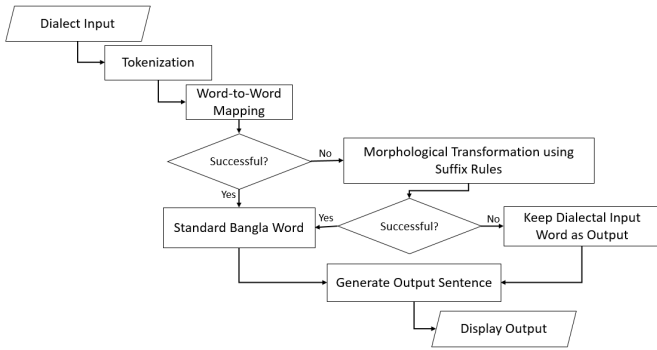 Dialect Input
Tokenization
Word-to-Word
Mapping
Successful?
No
Morphological Transformation using
Suffix Rules
Yes
Standard Bangla Word
Yes
Successful?
No
Keep Dialectal Input
Word as Output
Generate Output Sentence
Display Output